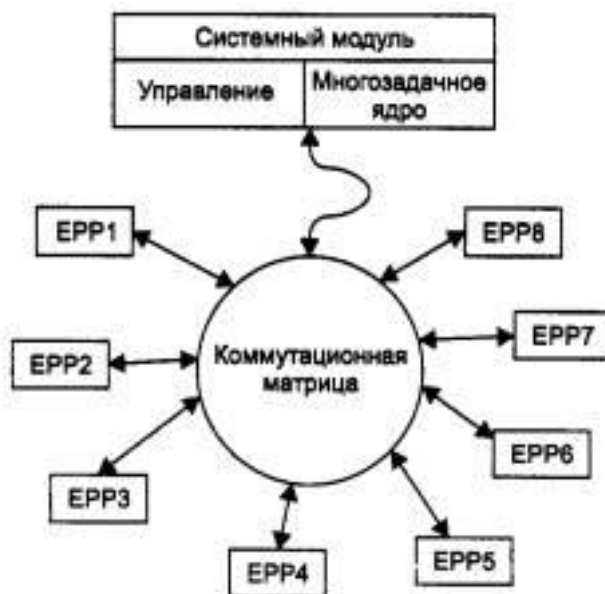 Системный модуль
Управление
Многозадачное
ядро
EPP1
EPP8
EPP2
Коммутационная
матрица
EPP7
EPP3
EPP6
EPP4
EPP5